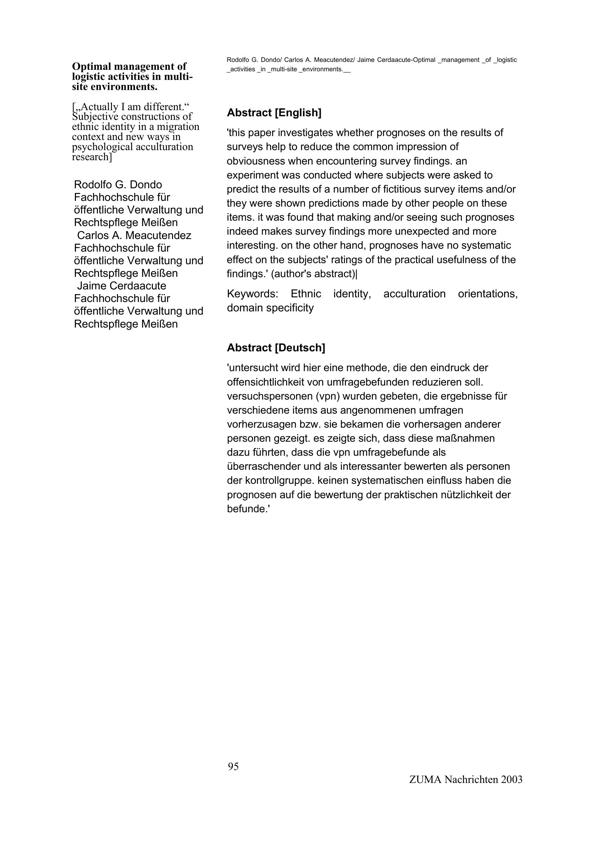 Rodolfo G. Dondo/ Carlos A. Meacutendez/ Jaime Cerdaacute-Optimal _management _of _logistic
_activities _in _multi-site _environments.__
Optimal management of
logistic activities in multi-
site environments.
[„Actually I am different.“
Subjective constructions of
ethnic identity in a migration
context and new ways in
psychological acculturation
research]
Rodolfo G. Dondo
Fachhochschule für
öffentliche Verwaltung und
Rechtspflege Meißen
Carlos A. Meacutendez
Fachhochschule für
öffentliche Verwaltung und
Rechtspflege Meißen
Jaime Cerdaacute
Fachhochschule für
öffentliche Verwaltung und
Rechtspflege Meißen
Abstract [English]
'this paper investigates whether prognoses on the results of
surveys help to reduce the common impression of
obviousness when encountering survey findings. an
experiment was conducted where subjects were asked to
predict the results of a number of fictitious survey items and/or
they were shown predictions made by other people on these
items. it was found that making and/or seeing such prognoses
indeed makes survey findings more unexpected and more
interesting. on the other hand, prognoses have no systematic
effect on the subjects' ratings of the practical usefulness of the
findings.' (author's abstract)|
Keywords: Ethnic identity, acculturation orientations,
domain specificity
Abstract [Deutsch]
'untersucht wird hier eine methode, die den eindruck der
offensichtlichkeit von umfragebefunden reduzieren soll.
versuchspersonen (vpn) wurden gebeten, die ergebnisse für
verschiedene items aus angenommenen umfragen
vorherzusagen bzw. sie bekamen die vorhersagen anderer
personen gezeigt. es zeigte sich, dass diese maßnahmen
dazu führten, dass die vpn umfragebefunde als
überraschender und als interessanter bewerten als personen
der kontrollgruppe. keinen systematischen einfluss haben die
prognosen auf die bewertung der praktischen nützlichkeit der
befunde.'
95
ZUMA Nachrichten 2003